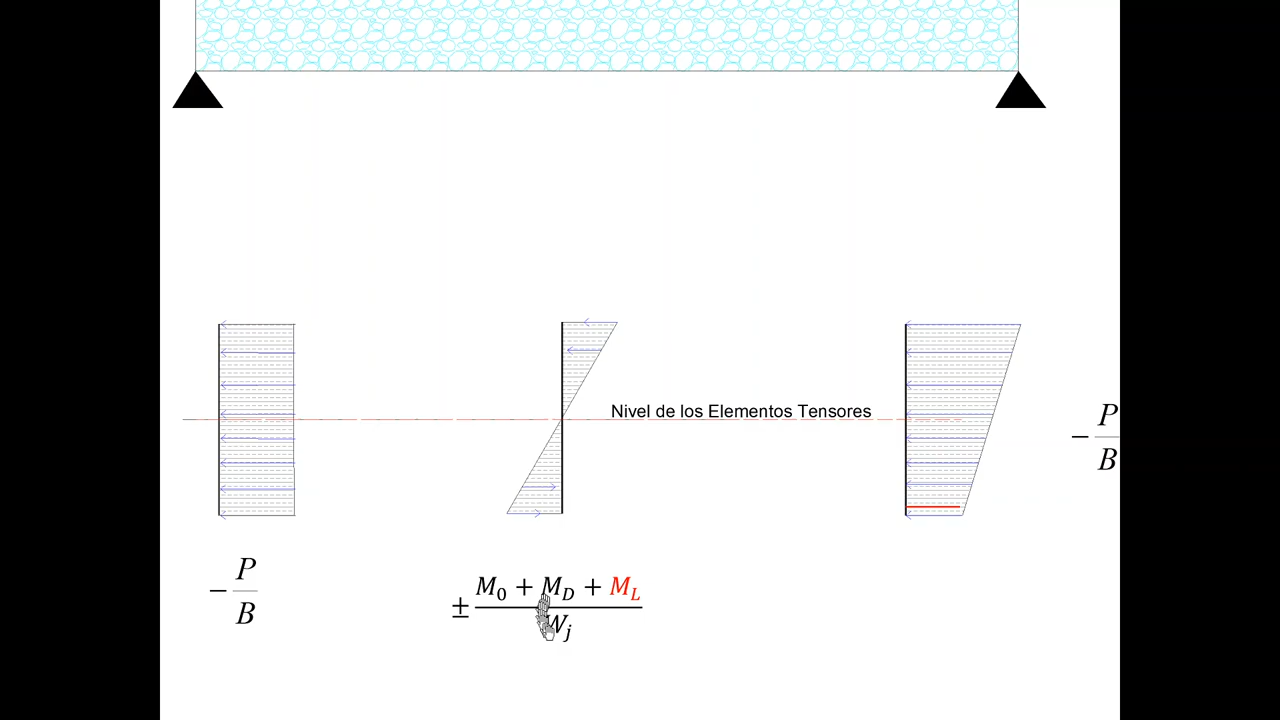 Nivel de los Elementos Tensores
− P / B
− P / B
± M₀ + M_D + M_L / W_j